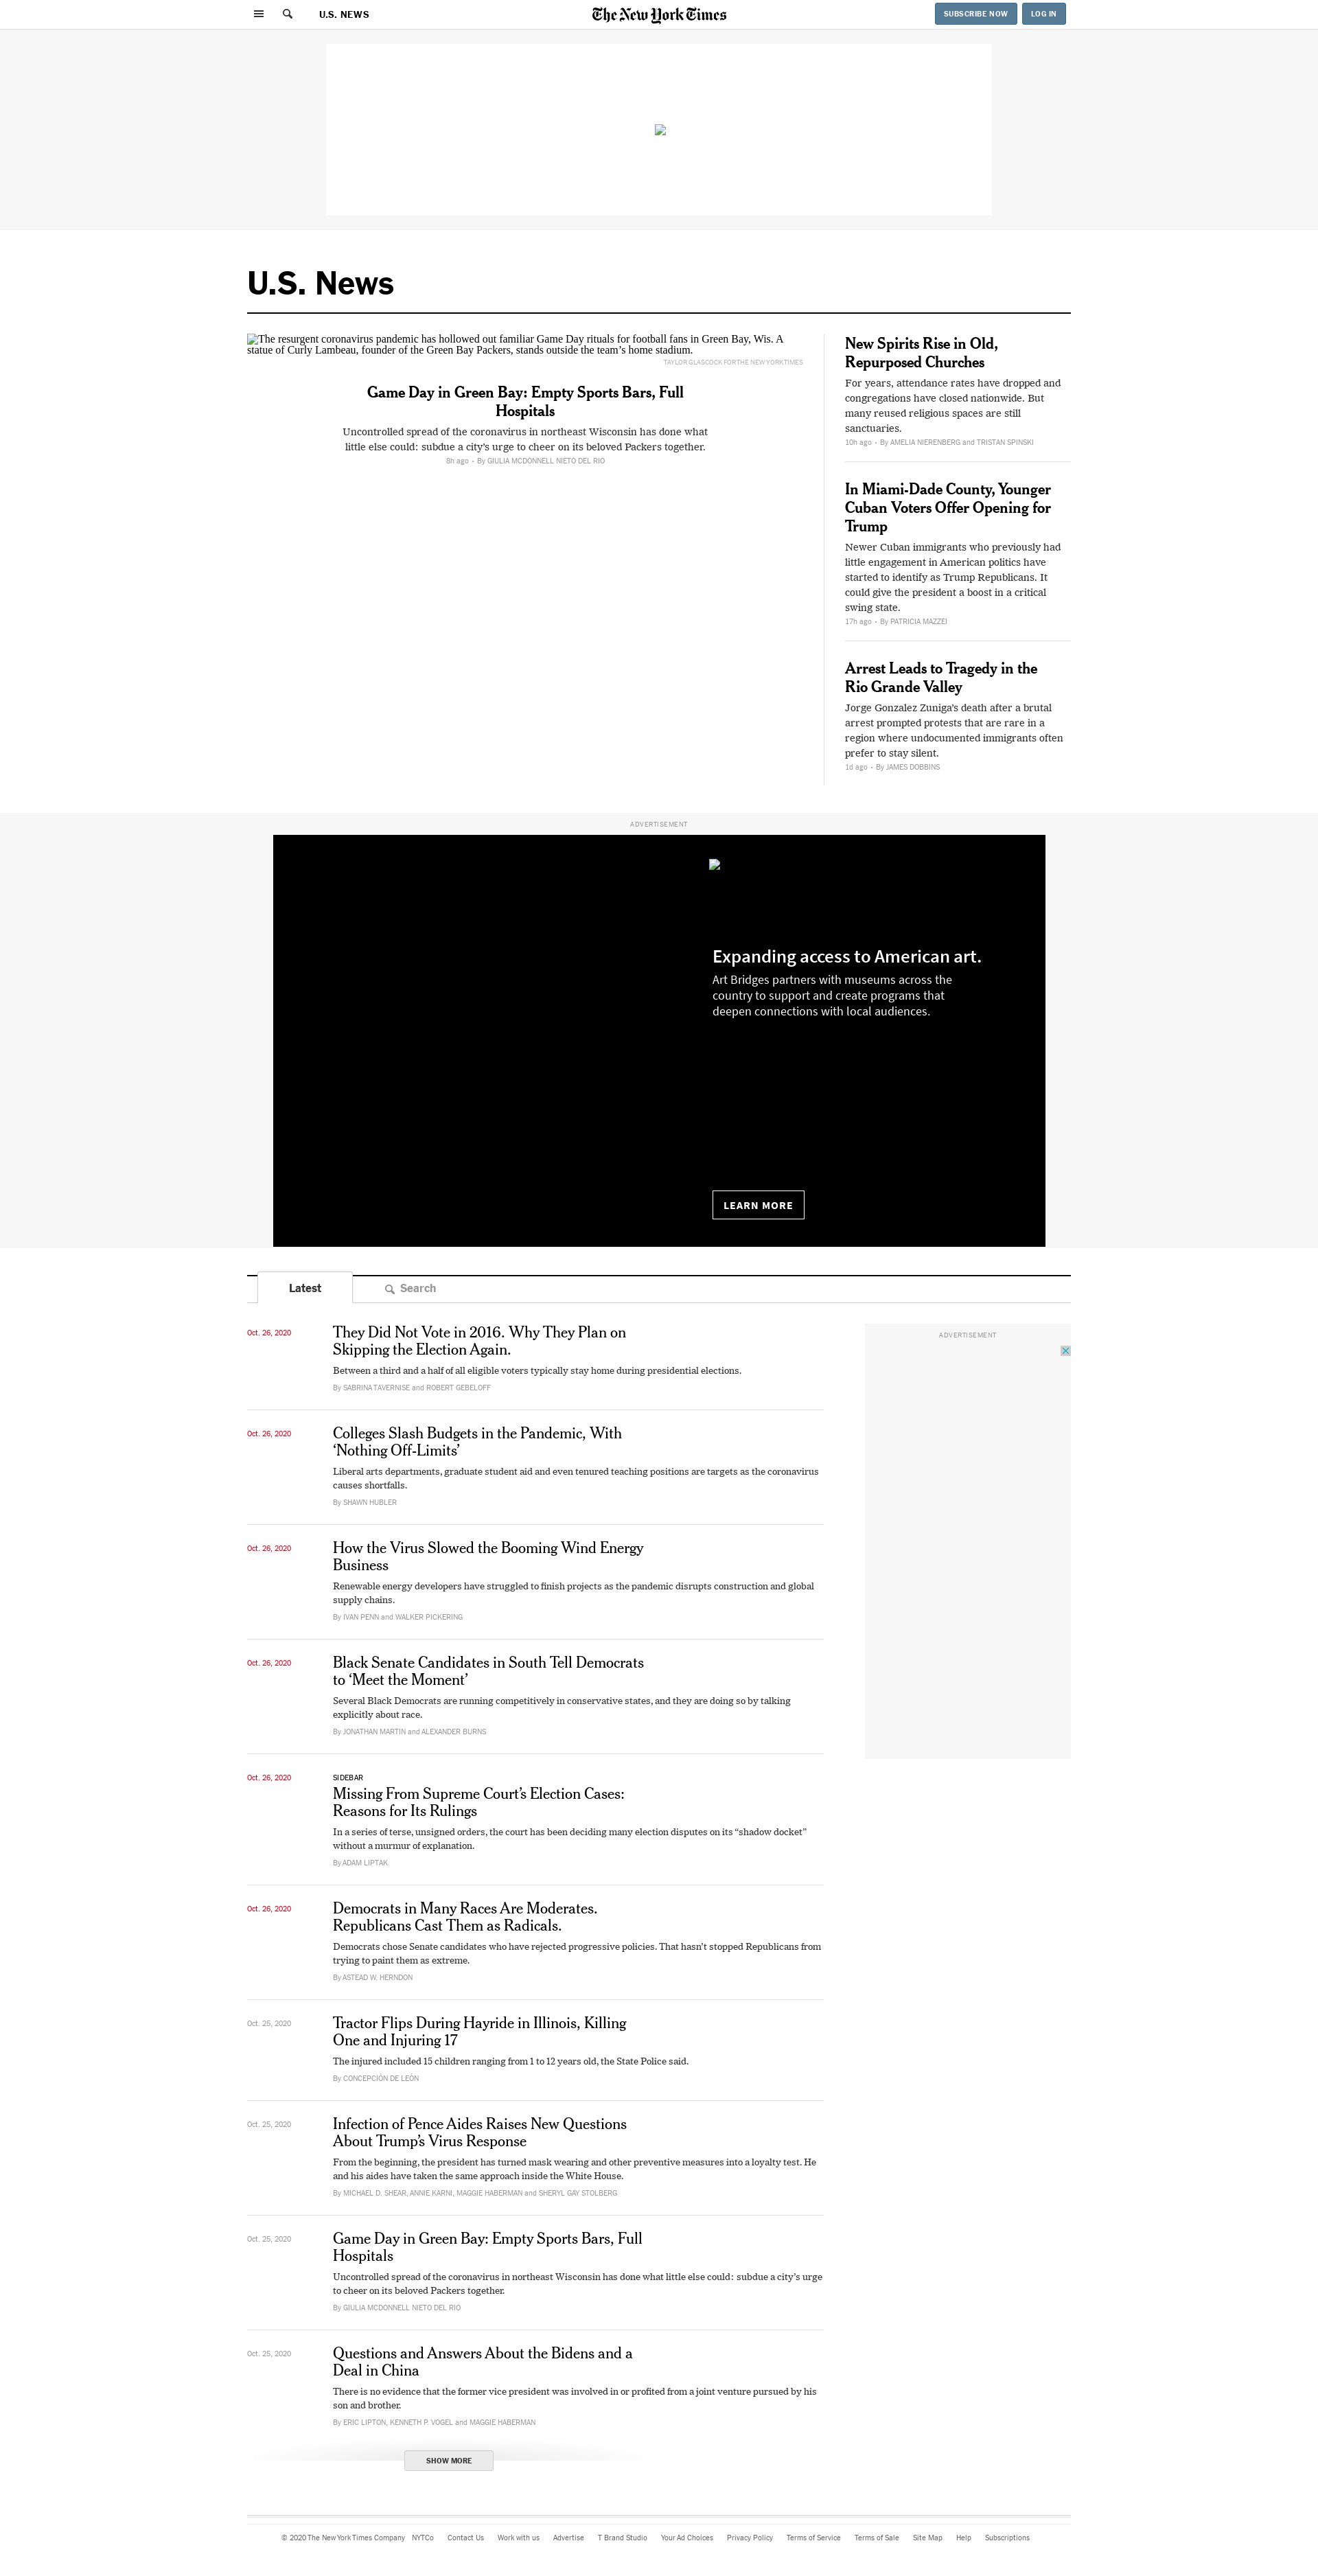 U.S. NEWS
The New York Times
SUBSCRIBE NOW
LOG IN
U.S. News
The resurgent coronavirus pandemic has hollowed out familiar Game Day rituals for football fans in Green Bay, Wis. A
statue of Curly Lambeau, founder of the Green Bay Packers, stands outside the team’s home stadium.
TAYLOR GLASCOCK FOR THE NEW YORK TIMES
Game Day in Green Bay: Empty Sports Bars, Full
Hospitals
Uncontrolled spread of the coronavirus in northeast Wisconsin has done what
little else could: subdue a city’s urge to cheer on its beloved Packers together.
8h ago - By GIULIA MCDONNELL NIETO DEL RIO
New Spirits Rise in Old,
Repurposed Churches
For years, attendance rates have dropped and
congregations have closed nationwide. But
many reused religious spaces are still
sanctuaries.
10h ago - By AMELIA NIERENBERG and TRISTAN SPINSKI
In Miami-Dade County, Younger
Cuban Voters Offer Opening for
Trump
Newer Cuban immigrants who previously had
little engagement in American politics have
started to identify as Trump Republicans. It
could give the president a boost in a critical
swing state.
17h ago - By PATRICIA MAZZEI
Arrest Leads to Tragedy in the
Rio Grande Valley
Jorge Gonzalez Zuniga’s death after a brutal
arrest prompted protests that are rare in a
region where undocumented immigrants often
prefer to stay silent.
1d ago - By JAMES DOBBINS
ADVERTISEMENT
Expanding access to American art.
Art Bridges partners with museums across the
country to support and create programs that
deepen connections with local audiences.
LEARN MORE
Latest
Search
Oct. 26, 2020
They Did Not Vote in 2016. Why They Plan on
Skipping the Election Again.
Between a third and a half of all eligible voters typically stay home during presidential elections.
By SABRINA TAVERNISE and ROBERT GEBELOFF
ADVERTISEMENT
Oct. 26, 2020
Colleges Slash Budgets in the Pandemic, With
‘Nothing Off-Limits’
Liberal arts departments, graduate student aid and even tenured teaching positions are targets as the coronavirus
causes shortfalls.
By SHAWN HUBLER
Oct. 26, 2020
How the Virus Slowed the Booming Wind Energy
Business
Renewable energy developers have struggled to finish projects as the pandemic disrupts construction and global
supply chains.
By IVAN PENN and WALKER PICKERING
Oct. 26, 2020
Black Senate Candidates in South Tell Democrats
to ‘Meet the Moment’
Several Black Democrats are running competitively in conservative states, and they are doing so by talking
explicitly about race.
By JONATHAN MARTIN and ALEXANDER BURNS
Oct. 26, 2020
SIDEBAR
Missing From Supreme Court’s Election Cases:
Reasons for Its Rulings
In a series of terse, unsigned orders, the court has been deciding many election disputes on its “shadow docket”
without a murmur of explanation.
By ADAM LIPTAK
Oct. 26, 2020
Democrats in Many Races Are Moderates.
Republicans Cast Them as Radicals.
Democrats chose Senate candidates who have rejected progressive policies. That hasn’t stopped Republicans from
trying to paint them as extreme.
By ASTEAD W. HERNDON
Oct. 25, 2020
Tractor Flips During Hayride in Illinois, Killing
One and Injuring 17
The injured included 15 children ranging from 1 to 12 years old, the State Police said.
By CONCEPCIÓN DE LEÓN
Oct. 25, 2020
Infection of Pence Aides Raises New Questions
About Trump’s Virus Response
From the beginning, the president has turned mask wearing and other preventive measures into a loyalty test. He
and his aides have taken the same approach inside the White House.
By MICHAEL D. SHEAR, ANNIE KARNI, MAGGIE HABERMAN and SHERYL GAY STOLBERG
Oct. 25, 2020
Game Day in Green Bay: Empty Sports Bars, Full
Hospitals
Uncontrolled spread of the coronavirus in northeast Wisconsin has done what little else could: subdue a city’s urge
to cheer on its beloved Packers together.
By GIULIA MCDONNELL NIETO DEL RIO
Oct. 25, 2020
Questions and Answers About the Bidens and a
Deal in China
There is no evidence that the former vice president was involved in or profited from a joint venture pursued by his
son and brother.
By ERIC LIPTON, KENNETH P. VOGEL and MAGGIE HABERMAN
SHOW MORE
© 2020 The New York Times Company NYTCo Contact Us Work with us Advertise T Brand Studio Your Ad Choices Privacy Policy Terms of Service Terms of Sale Site Map Help Subscriptions